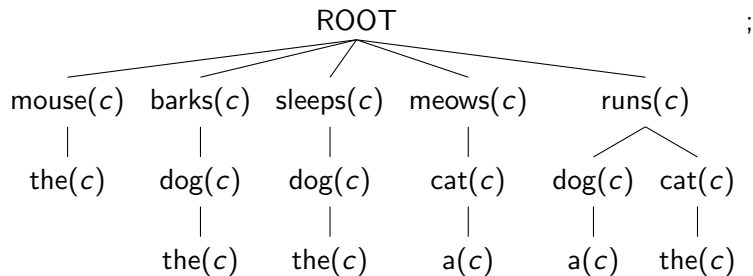 ROOT ;
mouse(c) barks(c) sleeps(c) meows(c) runs(c)
the(c) dog(c) dog(c) cat(c) dog(c) cat(c)
the(c) the(c) a(c) a(c) the(c)